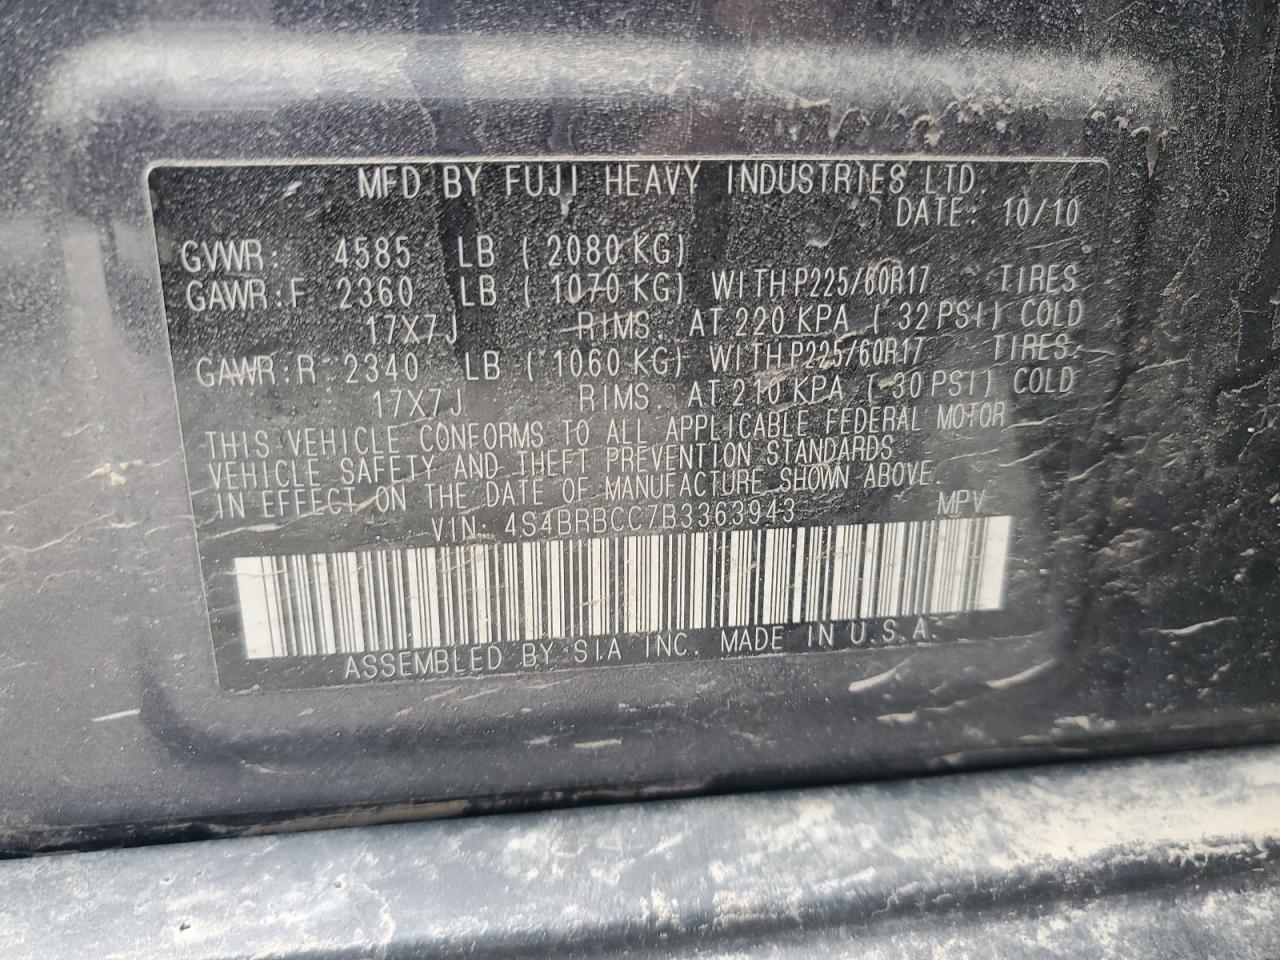 MFD BY FUJI HEAVY INDUSTRIES LTD.
DATE: 10/10
GVWR: 4585 LB ( 2080 KG)
GAWR:F 2360 LB ( 1070 KG) WITH P225/60R17 TIRES
17X7J RIMS AT 220 KPA ( 32 PSI) COLD
GAWR:R 2340 LB ( 1060 KG) WITH P225/60R17 TIRES
17X7J RIMS AT 210 KPA ( 30 PSI) COLD
THIS VEHICLE CONFORMS TO ALL APPLICABLE FEDERAL MOTOR
VEHICLE SAFETY AND THEFT PREVENTION STANDARDS
IN EFFECT ON THE DATE OF MANUFACTURE SHOWN ABOVE.
VIN: 4S4BRBCC7B3363943 MPV
ASSEMBLED BY S.I.A INC. MADE IN U.S.A.